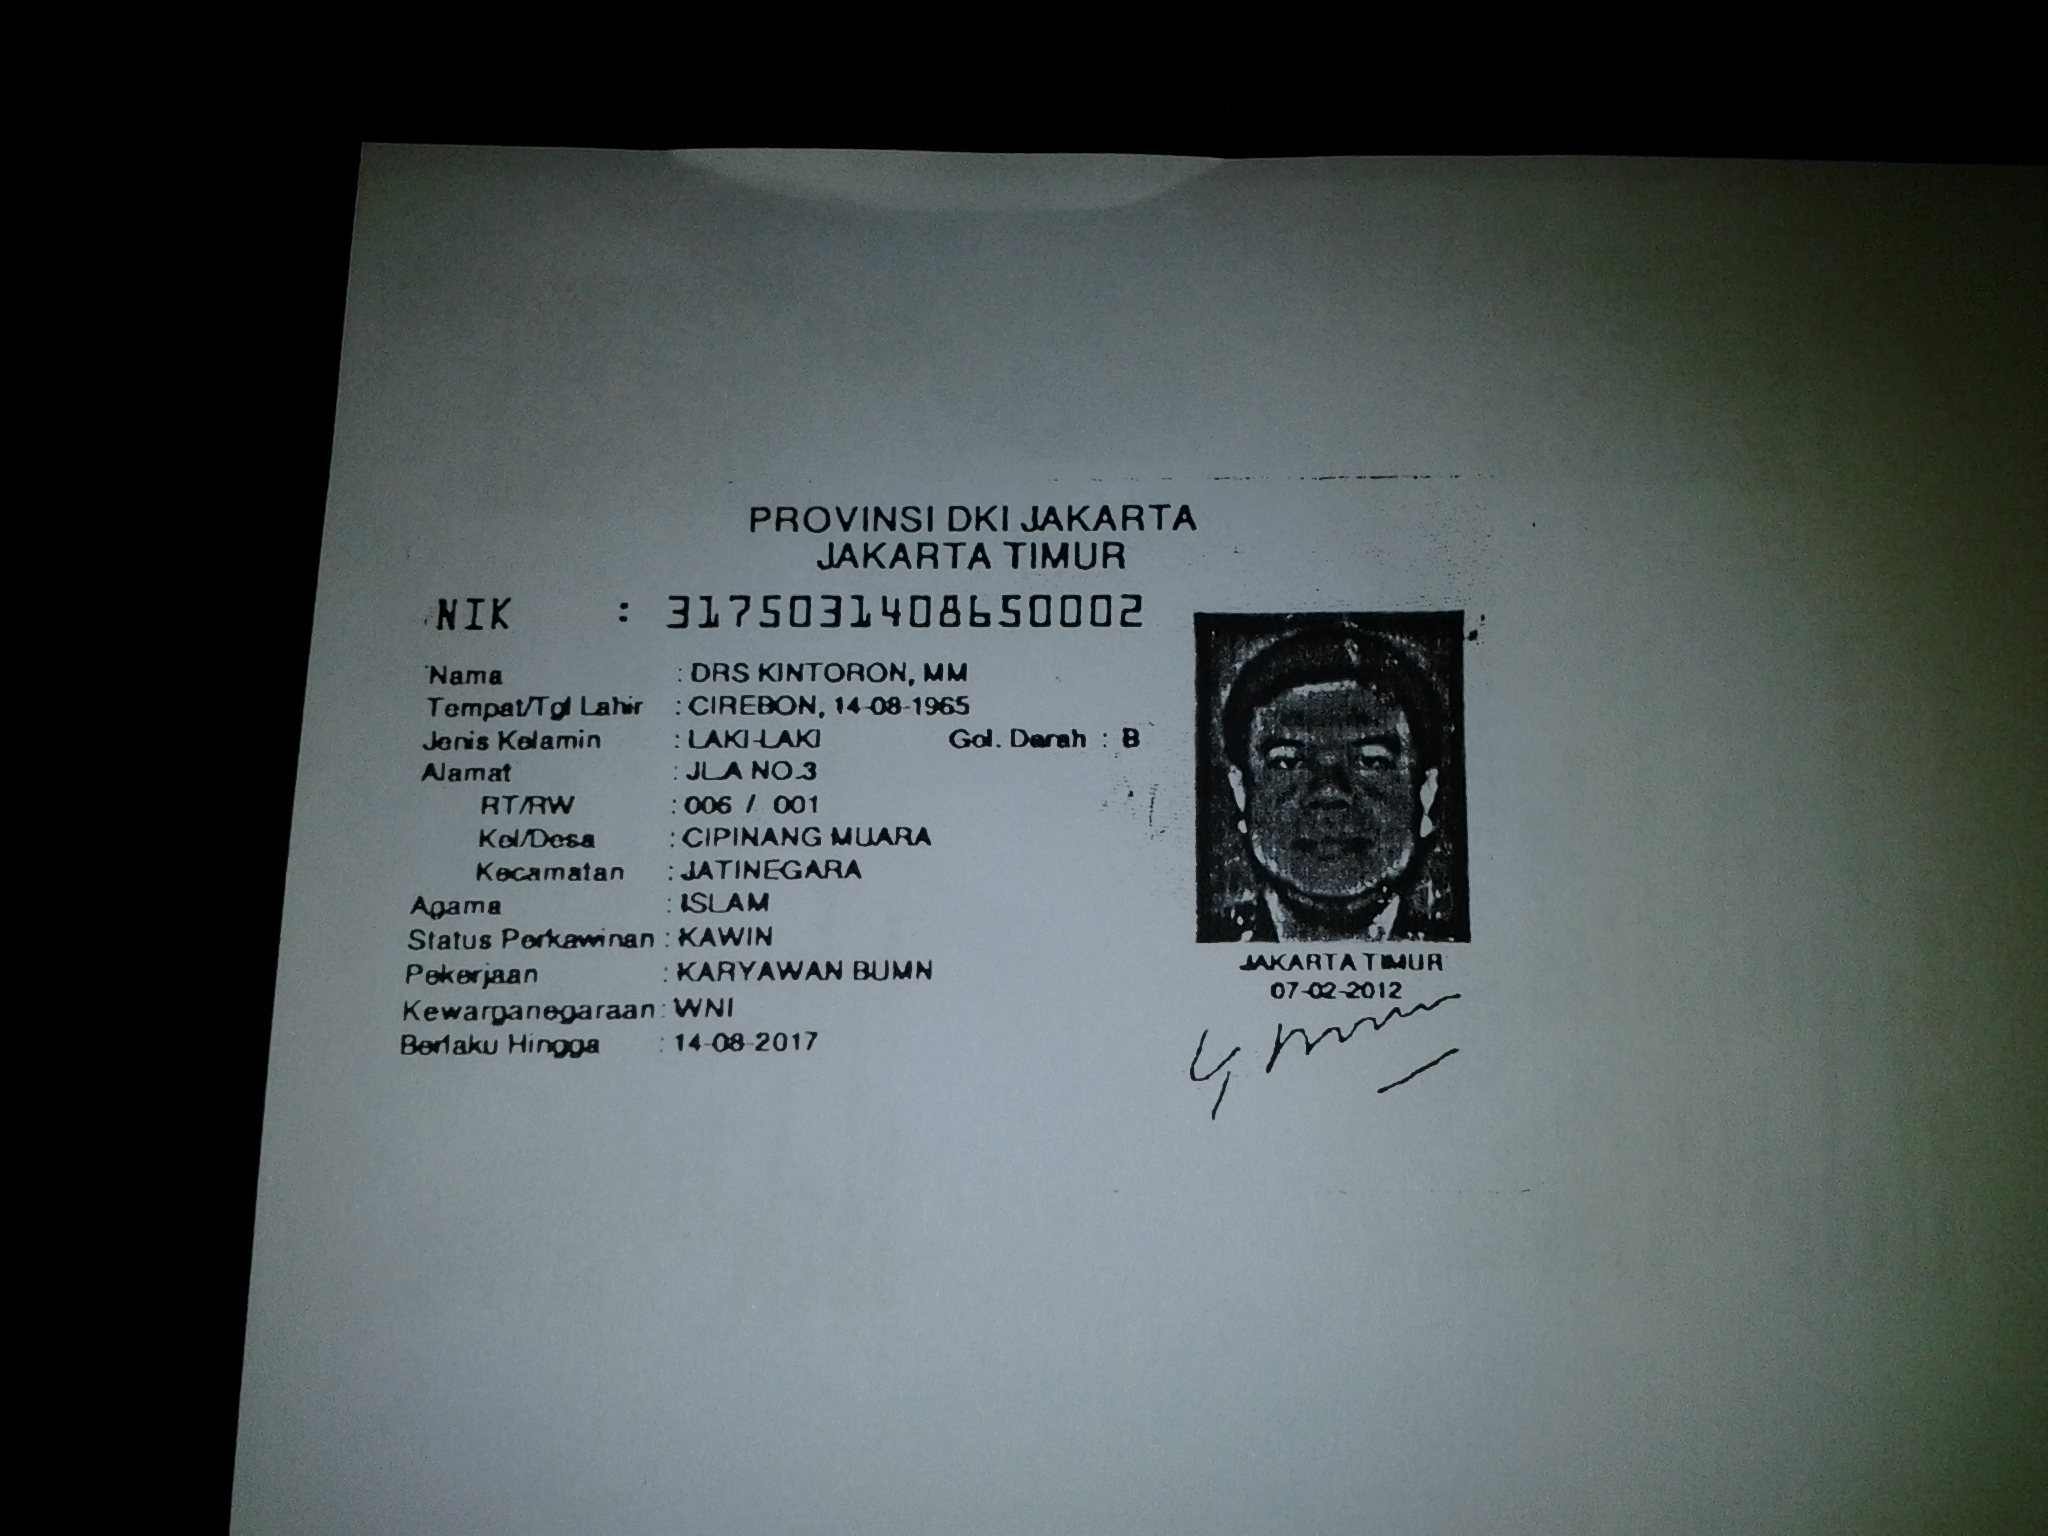 PROVINSI DKI JAKARTA
JAKARTA TIMUR
NIK : 3175031408650002
Nama : DRS KINTORON, MM
Tempat/Tgl Lahir : CIREBON, 14-08-1965
Jenis Kelamin : LAKI-LAKI Gol. Darah : B
Alamat : JL A NO.3
RT/RW : 006 / 001
Kel/Desa : CIPINANG MUARA
Kecamatan : JATINEGARA
Agama : ISLAM
Status Perkawinan : KAWIN
Pekerjaan : KARYAWAN BUMN
Kewarganegaraan : WNI
Berlaku Hingga : 14-08-2017
JAKARTA TIMUR
07-02-2012